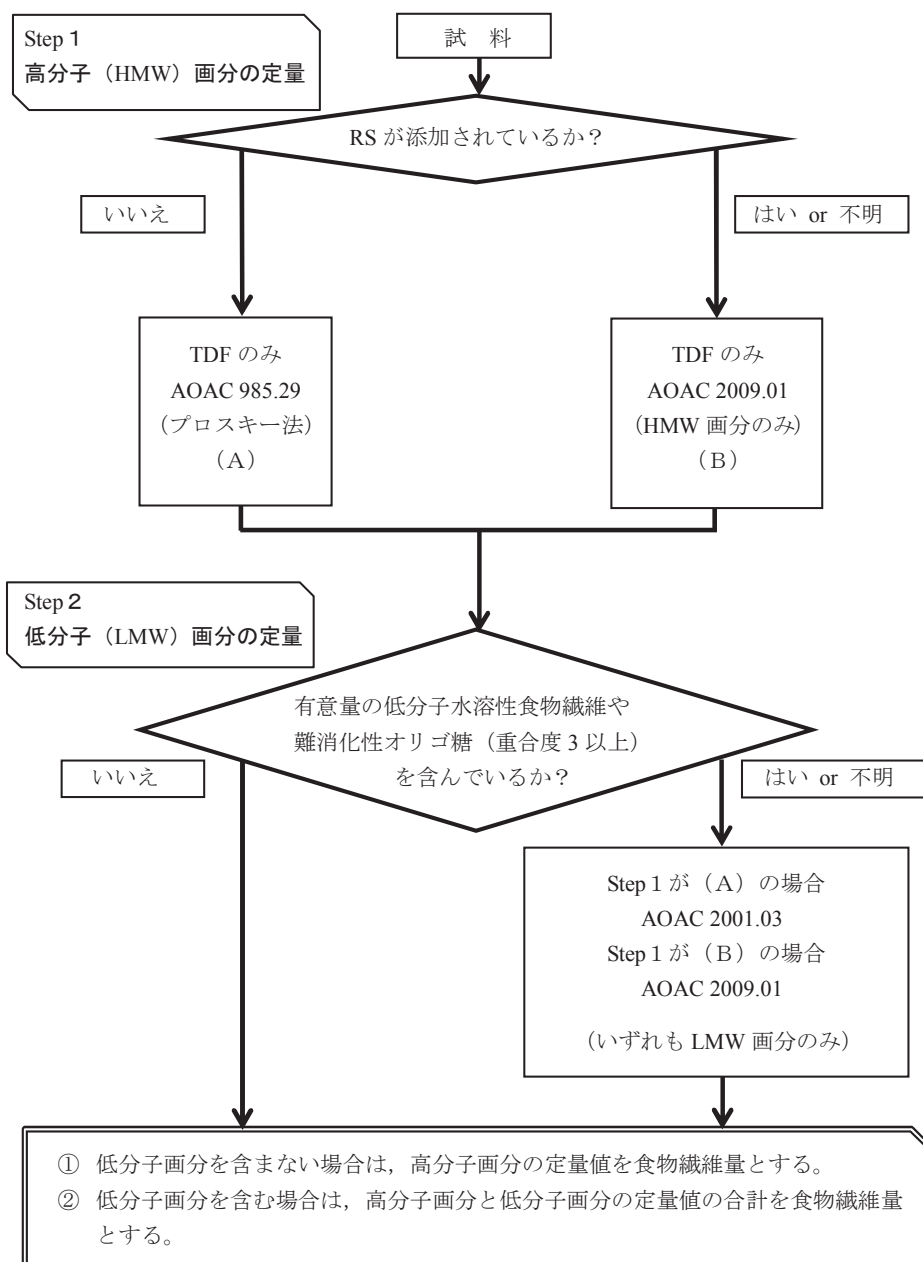 Step 1
高分子（HMW）画分の定量
試　料
RS が添加されているか？
いいえ
はい or 不明
TDF のみ
AOAC 985.29
（プロスキー法）
（A）
TDF のみ
AOAC 2009.01
（HMW 画分のみ）
（B）
Step 2
低分子（LMW）画分の定量
有意量の低分子水溶性食物繊維や
難消化性オリゴ糖（重合度 3 以上）
を含んでいるか？
いいえ
はい or 不明
Step 1 が（A）の場合
AOAC 2001.03
Step 1 が（B）の場合
AOAC 2009.01
（いずれも LMW 画分のみ）
① 低分子画分を含まない場合は，高分子画分の定量値を食物繊維量とする。
② 低分子画分を含む場合は，高分子画分と低分子画分の定量値の合計を食物繊維量
とする。